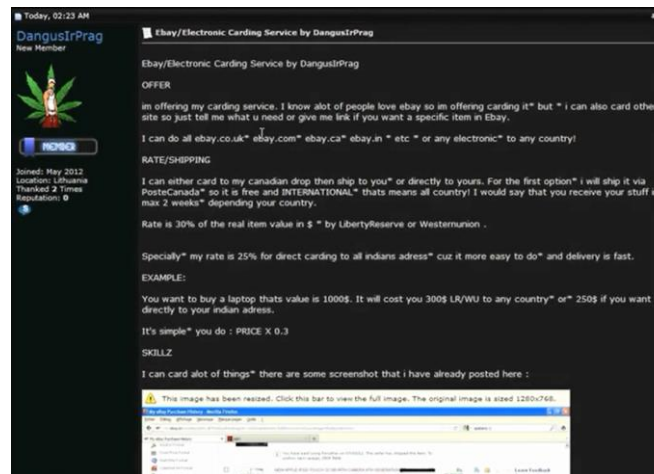 Today, 02:23 AM
DangusIrPrag
New Member
MEMBER
Joined: May 2012
Location: Lithuania
Thanked 2 Times
Reputation: 0
Ebay/Electronic Carding Service by DangusIrPrag
Ebay/Electronic Carding Service by DangusIrPrag
OFFER
im offering my carding service. I know alot of people love ebay so im offering carding it* but * i can also card othe
site so just tell me what u need or give me link if you want a specific item in Ebay.
I can do all ebay.co.uk* ebay.com* ebay.ca* ebay.in * etc * or any electronic* to any country!
RATE/SHIPPING
I can either card to my canadian drop then ship to you* or directly to yours. For the first option* i will ship it via
PosteCanada* so it is free and INTERNATIONAL* thats means all country! I would say that you receive your stuff i
max 2 weeks* depending your country.
Rate is 30% of the real item value in $ * by LibertyReserve or Westernunion .
Specially* my rate is 25% for direct carding to all indians adress* cuz it more easy to do* and delivery is fast.
EXAMPLE:
You want to buy a laptop thats value is 1000$. It will cost you 300$ LR/WU to any country* or* 250$ if you want
directly to your indian adress.
It's simple* you do : PRICE X 0.3
SKILLZ
I can card alot of things* there are some screenshot that i have already posted here :
This image has been resized. Click this bar to view the full image. The original image is sized 1280x768.